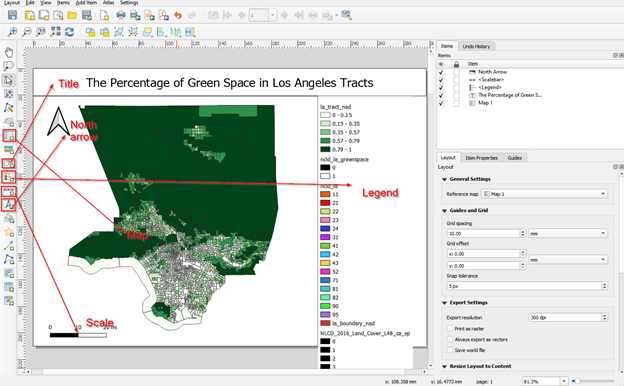 Layout Edit View Items Add Item Atlas Settings
1
Title
The Percentage of Green Space in Los Angeles Tracts
North
arrow
Map
Scale
Legend
la_tract_nad
0 - 0.15
0.15 - 0.35
0.35 - 0.57
0.57 - 0.79
0.79 - 1
nlcd_la_greenspace
0
1
11
21
22
23
24
31
41
42
43
52
71
81
82
90
95
la_boundary_nad
NLCD_2016_Land_Cover_L48_ca_sp
0
1
2
3
0
20 mi
Items Undo History
Items
Item
North Arrow
<Scalebar>
<Legend>
The Percentage of Green S...
Map 1
Layout Item Properties Guides
Layout
General Settings
Reference map Map 1
Guides and Grid
Grid spacing
10.00 mm
Grid offset
x: 0.00
mm
y: 0.00
Snap tolerance
5 px
Export Settings
Export resolution 300 dpi
Print as raster
Always export as vectors
Save world file
Resize Layout to Content
x: 108.358 mm y: 16.4773 mm page: 1 81.3%